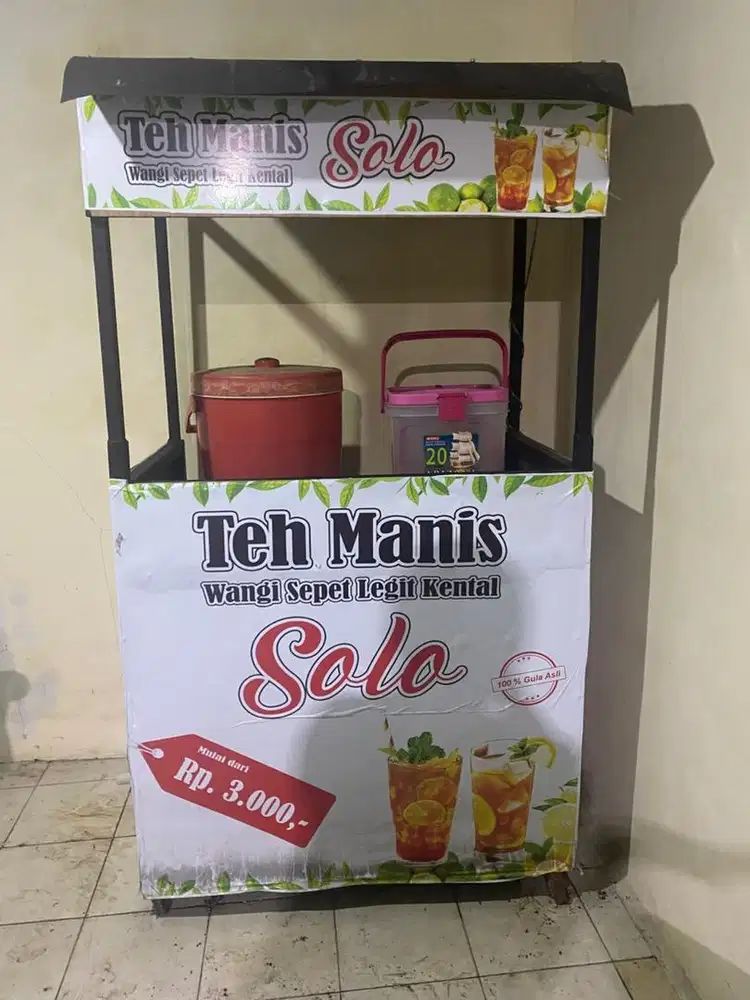 Teh Manis
Wangi Sepet Legit Kental
Solo
20
Teh Manis
Wangi Sepet Legit Kental
Solo
100 % Gula Asli
Mulai dari
Rp. 3.000,-